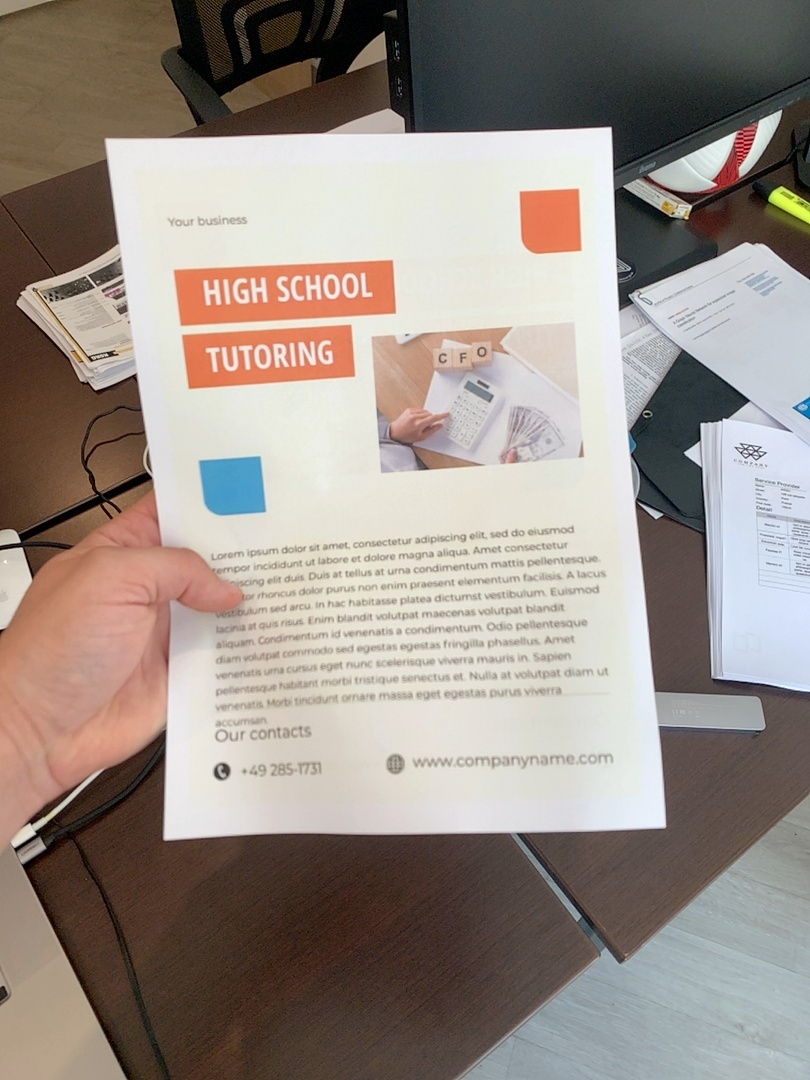 Your business
HIGH SCHOOL
TUTORING
C F O
Lorem ipsum dolor sit amet, consectetur adipiscing elit, sed do eiusmod
tempor incididunt ut labore et dolore magna aliqua. Amet consectetur
elit duis. Duis at tellus at urna condimentum mattis pellentesque.
rhoncus dolor purus non enim praesent elementum facilisis. A lacus
vestibulum sed arcu. In hac habitasse platea dictumst vestibulum. Euismod
lacinia at quis risus. Enim blandit volutpat maecenas volutpat blandit
aliquam. Condimentum id venenatis a condimentum. Odio pellentesque
diam volutpat commodo sed egestas egestas fringilla phasellus. Amet
venenatis urna cursus eget nunc scelerisque viverra mauris in. Sapien
pellentesque habitant morbi tristique senectus et. Nulla at volutpat diam ut
venenatis. Morbi tincidunt ornare massa eget egestas purus viverra
accumsan.
Our contacts
+49 285-1731
www.companyname.com
COMPANY
Service Provider
Detail